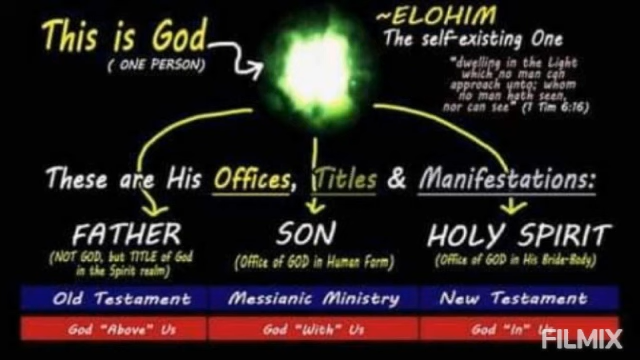 This is God
( ONE PERSON)
~ELOHIM
The self-existing One
"dwelling in the Light
which no man can
approach unto; whom
no man hath seen,
nor can see" (1 Tim 6:16)
These are His Offices, Titles & Manifestations:
FATHER
(NOT GOD, but TITLE of God
in the Spirit realm)
SON
(Office of GOD in Human Form)
HOLY SPIRIT
(Office of GOD in His Bride-Body)
Old Testament
Messianic Ministry
New Testament
God "Above" Us
God "With" Us
God "In"
FILMIX